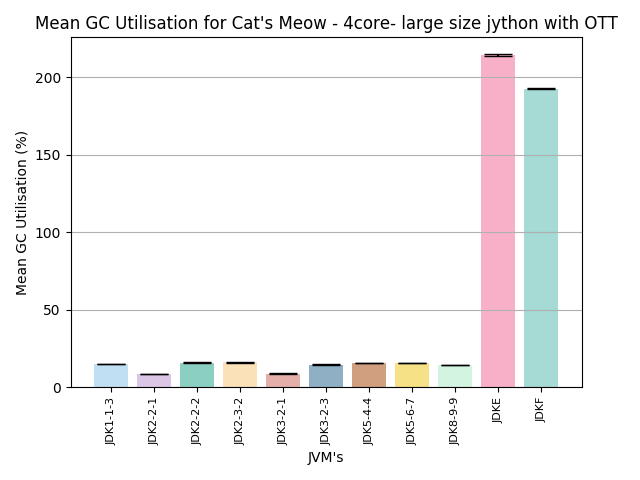 Mean GC Utilisation for Cat's Meow - 4core- large size jython with OTT
Mean GC Utilisation (%)
200
150
100
50
0
JDK1-1-3
JDK2-2-1
JDK2-2-2
JDK2-3-2
JDK3-2-1
JDK3-2-3
JDK5-4-4
JDK5-6-7
JDK8-9-9
JDKE
JDKF
JVM's